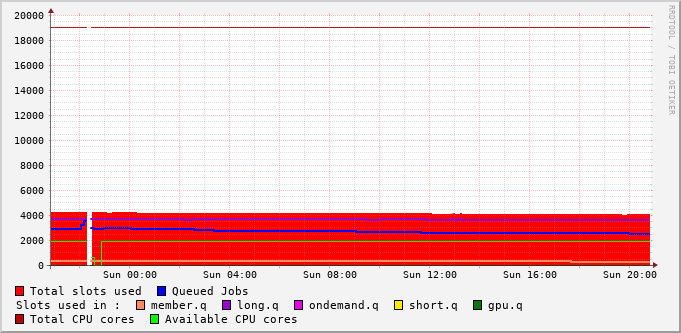 RRDTOOL / TOBI OETIKER
20000
18000
16000
14000
12000
10000
8000
6000
4000
2000
0
Sun 00:00 Sun 04:00 Sun 08:00 Sun 12:00 Sun 16:00 Sun 20:00
Total slots used Queued Jobs
Slots used in : member.q long.q ondemand.q short.q gpu.q
Total CPU cores Available CPU cores